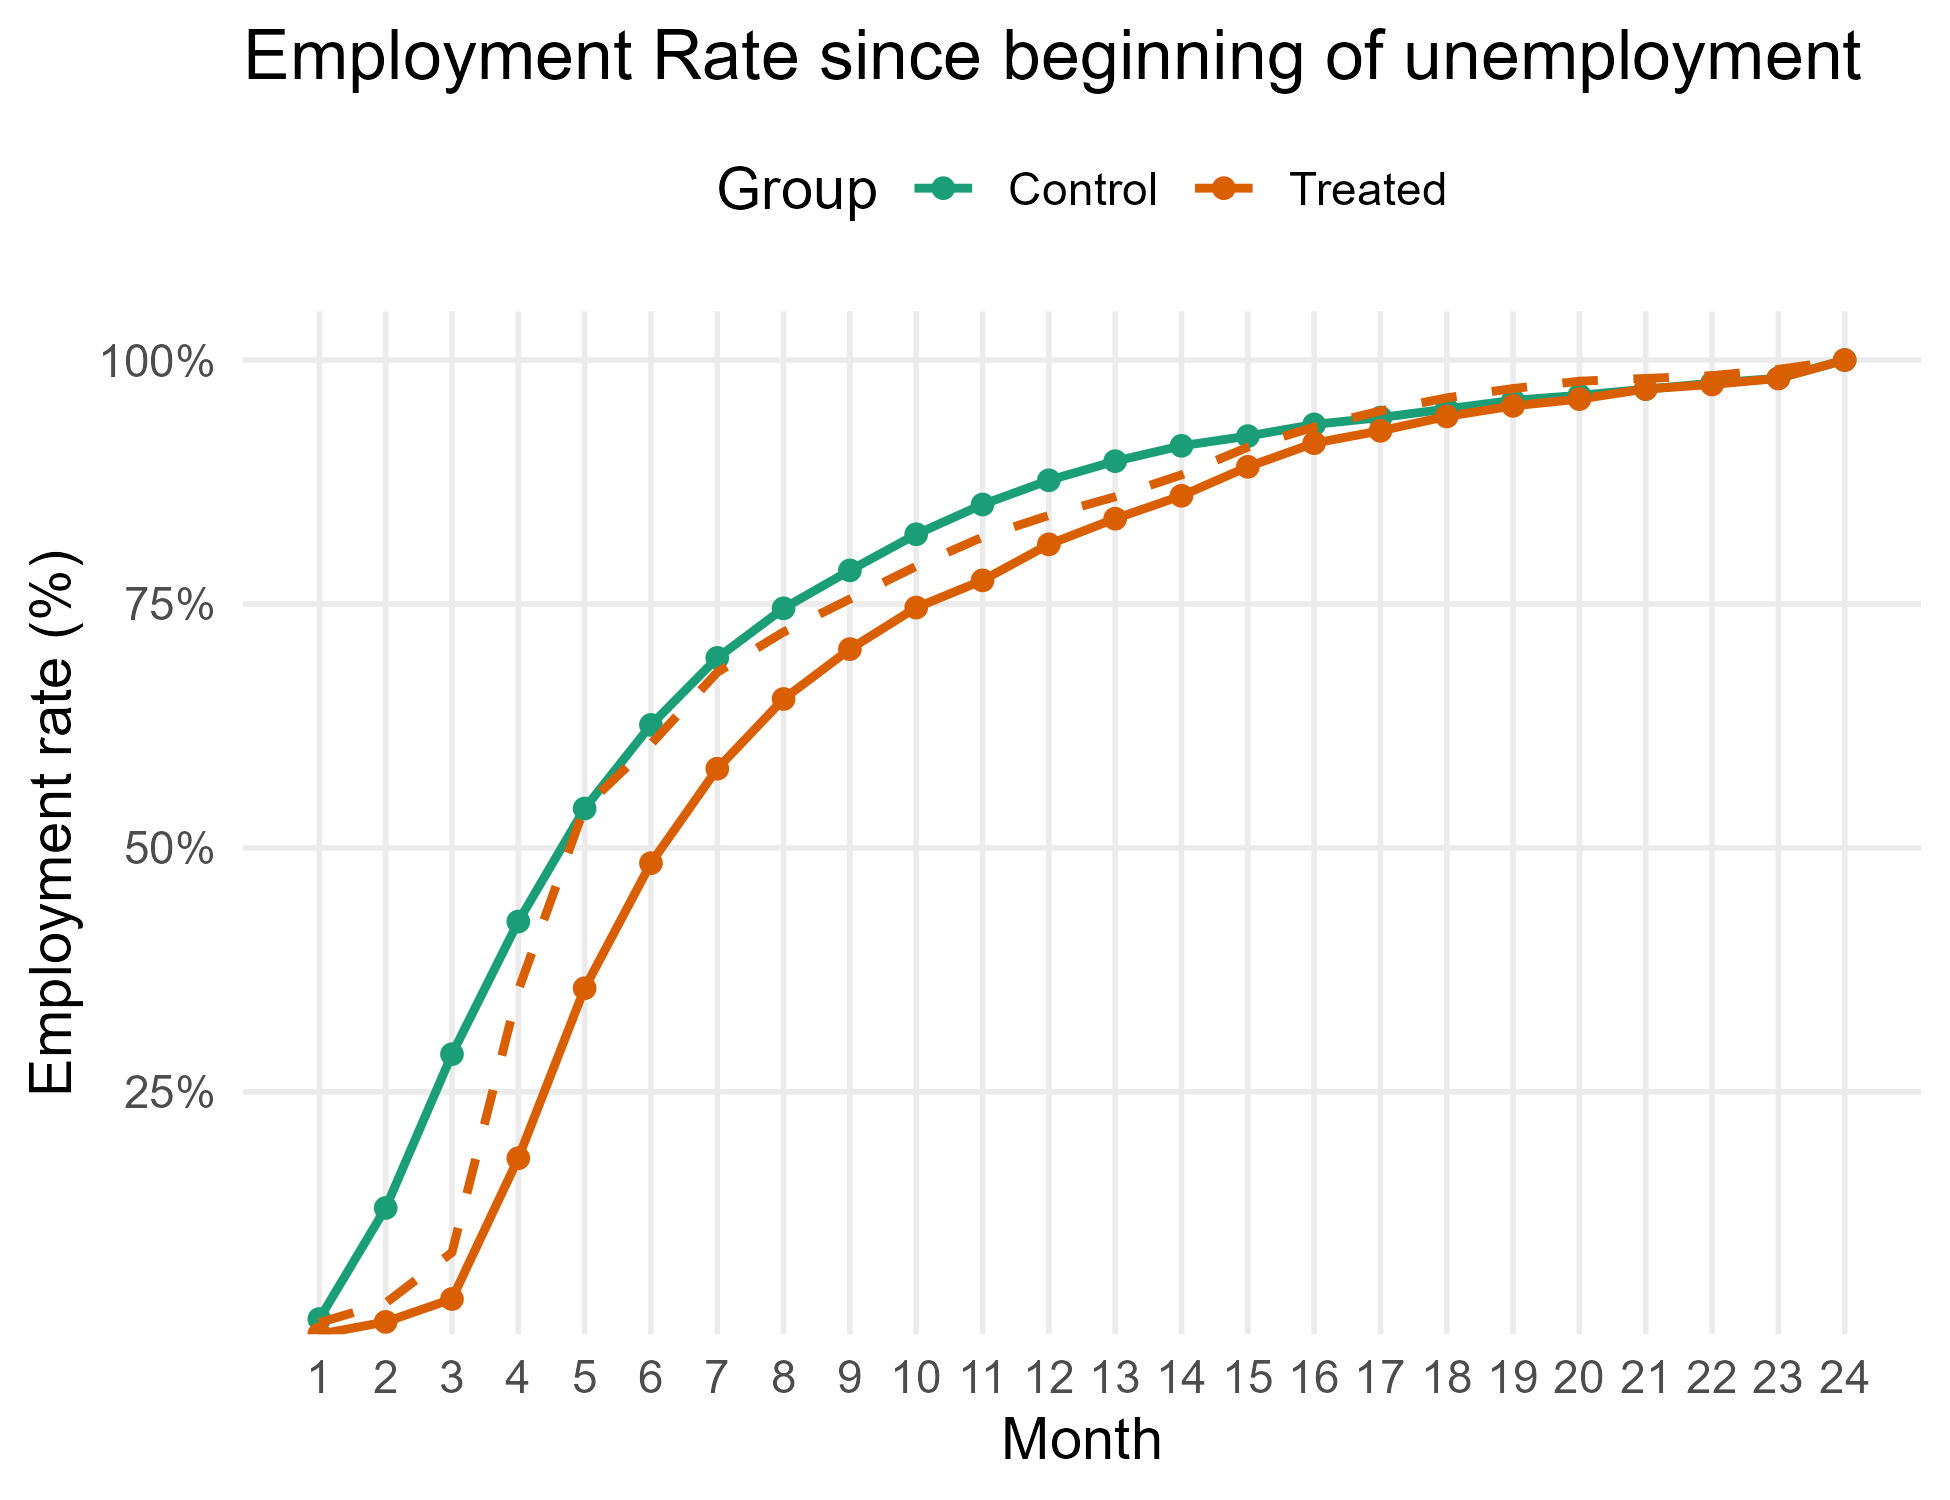 Employment Rate since beginning of unemployment
Group Control Treated
Employment rate (%)
100%
75%
50%
25%
1 2 3 4 5 6 7 8 9 10 11 12 13 14 15 16 17 18 19 20 21 22 23 24
Month